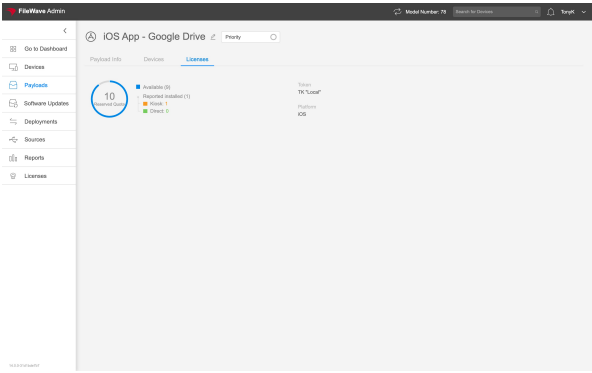 FileWave Admin
Model Number: 78
Search for Devices
TonyK
Go to Dashboard
Devices
Payloads
Software Updates
Deployments
Sources
Reports
Licenses
iOS App - Google Drive
Priority
Payload Info
Devices
Licenses
10
Reserved Quota
Available (9)
Reported installed (1)
Kiosk: 1
Direct: 0
Token
TK "Local"
Platform
iOS